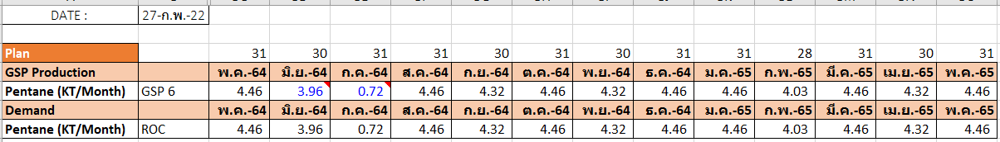 DATE : 27-ก.พ.-22
Plan 31 30 31 31 30 31 30 31 31 28 31 30 31
GSP Production พ.ค.-64 มิ.ย.-64 ก.ค.-64 ส.ค.-64 ก.ย.-64 ต.ค.-64 พ.ย.-64 ธ.ค.-64 ม.ค.-65 ก.พ.-65 มี.ค.-65 เม.ย.-65 พ.ค.-65
Pentane (KT/Month) GSP 6 4.46 3.96 0.72 4.46 4.32 4.46 4.32 4.46 4.46 4.03 4.46 4.32 4.46
Demand พ.ค.-64 มิ.ย.-64 ก.ค.-64 ส.ค.-64 ก.ย.-64 ต.ค.-64 พ.ย.-64 ธ.ค.-64 ม.ค.-65 ก.พ.-65 มี.ค.-65 เม.ย.-65 พ.ค.-65
Pentane (KT/Month) ROC 4.46 3.96 0.72 4.46 4.32 4.46 4.32 4.46 4.46 4.03 4.46 4.32 4.46